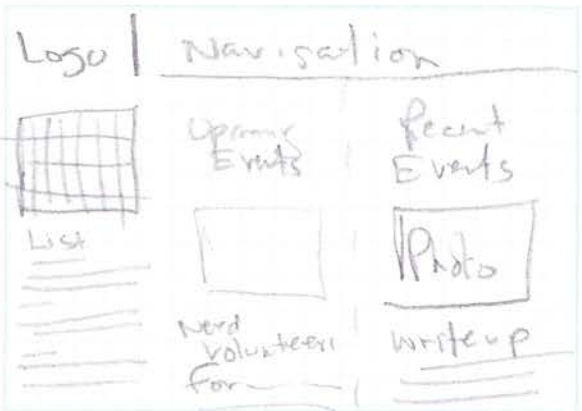 Logo
Navigation
Upcoming
Events
Recent
Events
List
Photo
Need
volunteers
for
writeup